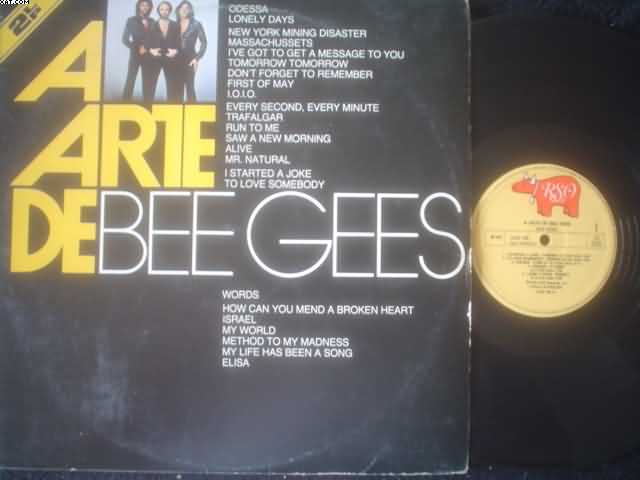 XAT.COM
2
ODESSA
LONELY DAYS
NEW YORK MINING DISASTER
MASSACHUSSETS
I'VE GOT TO GET A MESSAGE TO YOU
TOMORROW TOMORROW
DON'T FORGET TO REMEMBER
FIRST OF MAY
I.O.I.O.
EVERY SECOND, EVERY MINUTE
TRAFALGAR
RUN TO ME
SAW A NEW MORNING
ALIVE
MR. NATURAL
I STARTED A JOKE
TO LOVE SOMEBODY
A
ARTE
DE BEE GEES
WORDS
HOW CAN YOU MEND A BROKEN HEART
ISRAEL
MY WORLD
METHOD TO MY MADNESS
MY LIFE HAS BEEN A SONG
ELISA
RSO